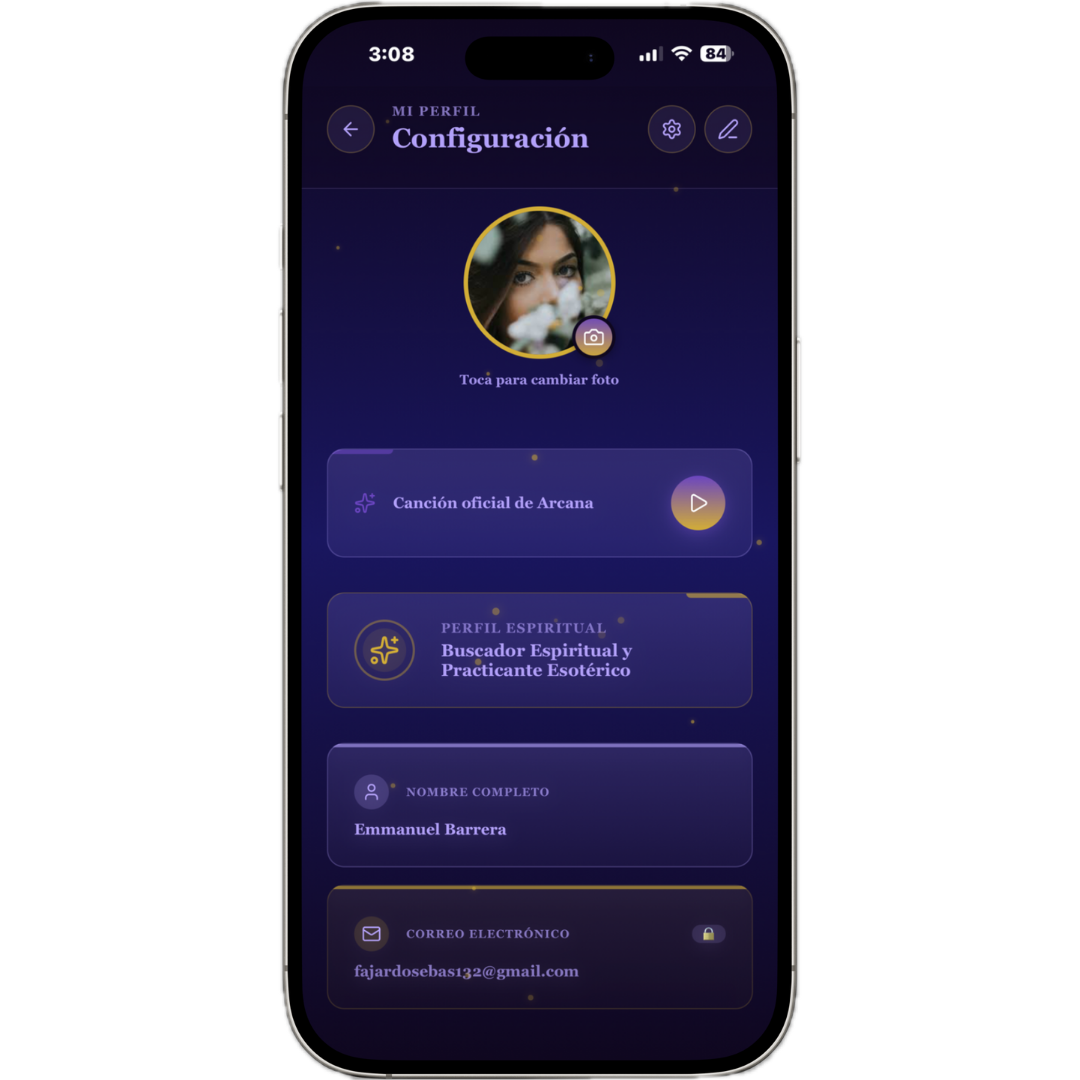 3:08
84
MI PERFIL
Configuración
Toca para cambiar foto
Canción oficial de Arcana
PERFIL ESPIRITUAL
Buscador Espiritual y
Practicante Esotérico
NOMBRE COMPLETO
Emmanuel Barrera
CORREO ELECTRÓNICO
fajardosebas132@gmail.com